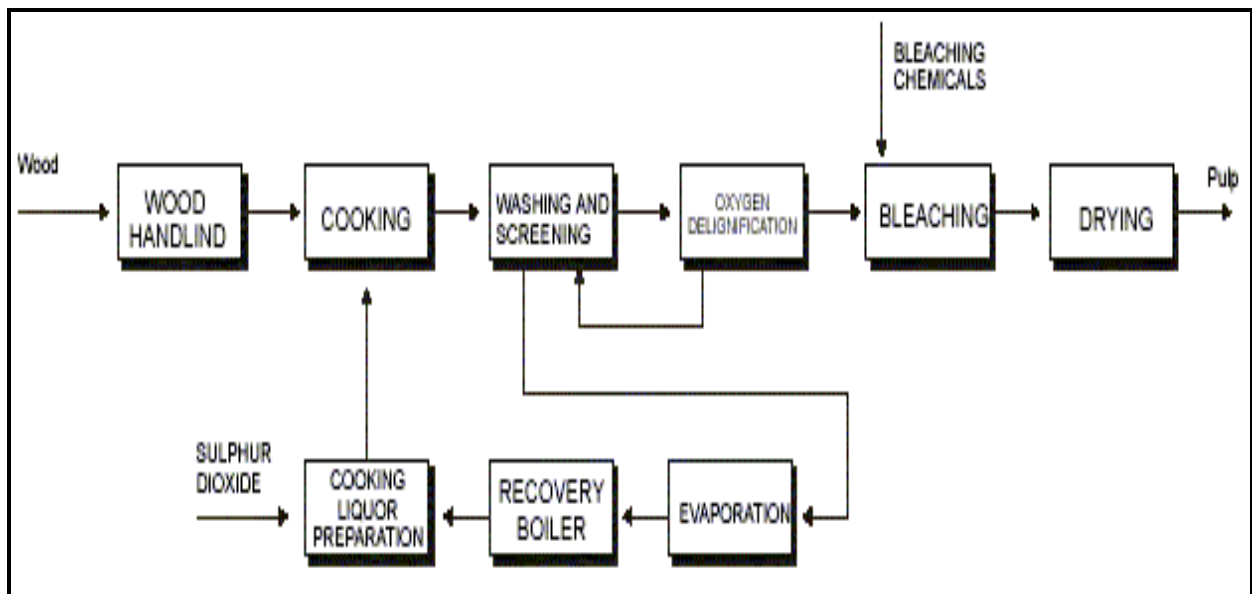 BLEACHING
CHEMICALS
Wood
WOOD
HANDLIND
COOKING
WASHING AND
SCREENING
OXYGEN
DELIGNIFICATION
BLEACHING
DRYING
Pulp
SULPHUR
DIOXIDE
COOKING
LIQUOR
PREPARATION
RECOVERY
BOILER
EVAPORATION